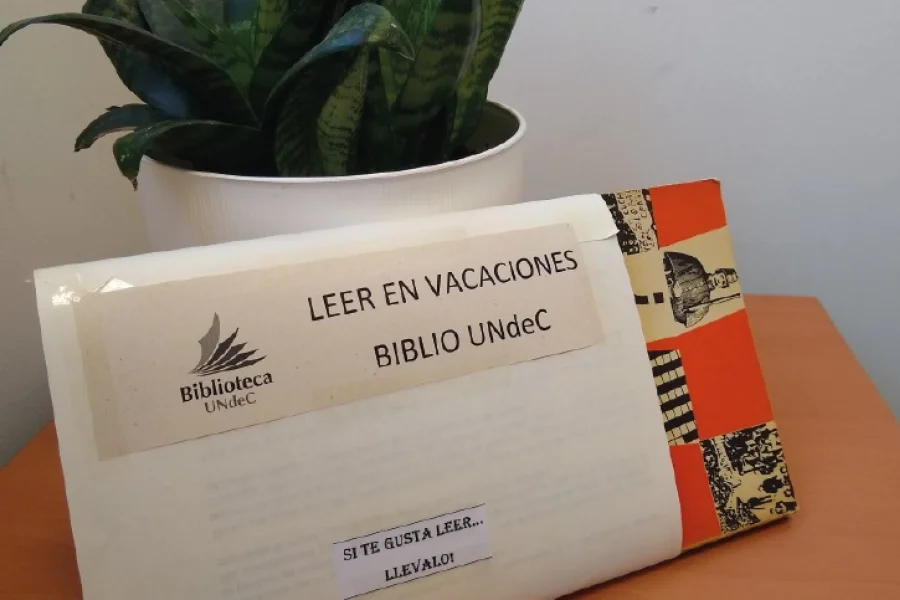 LEER EN VACACIONES
BIBLIO UNdeC
Biblioteca
UNdeC
SI TE GUSTA LEER...
LLEVALO!